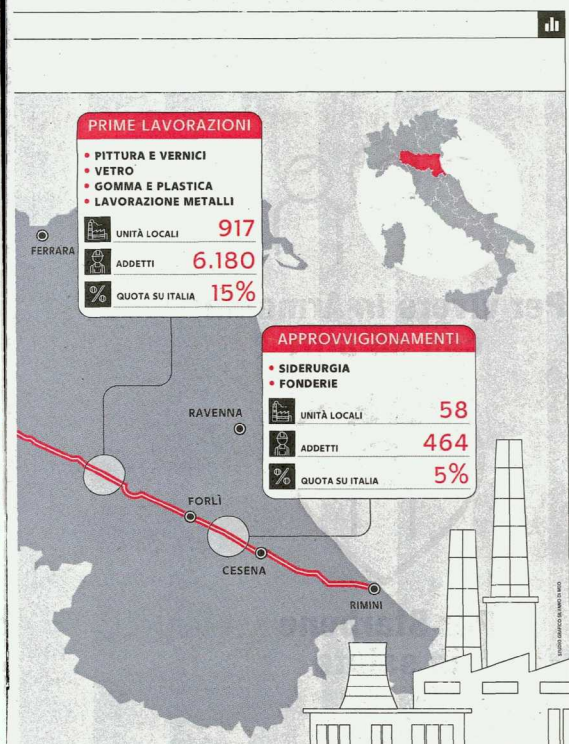 PRIME LAVORAZIONI
• PITTURA E VERNICI
• VETRO
• GOMMA E PLASTICA
• LAVORAZIONE METALLI
UNITÀ LOCALI 917
ADDETTI 6.180
% QUOTA SU ITALIA 15%
FERRARA
APPROVVIGIONAMENTI
• SIDERURGIA
• FONDERIE
UNITÀ LOCALI 58
ADDETTI 464
% QUOTA SU ITALIA 5%
RAVENNA
FORLÌ
CESENA
RIMINI